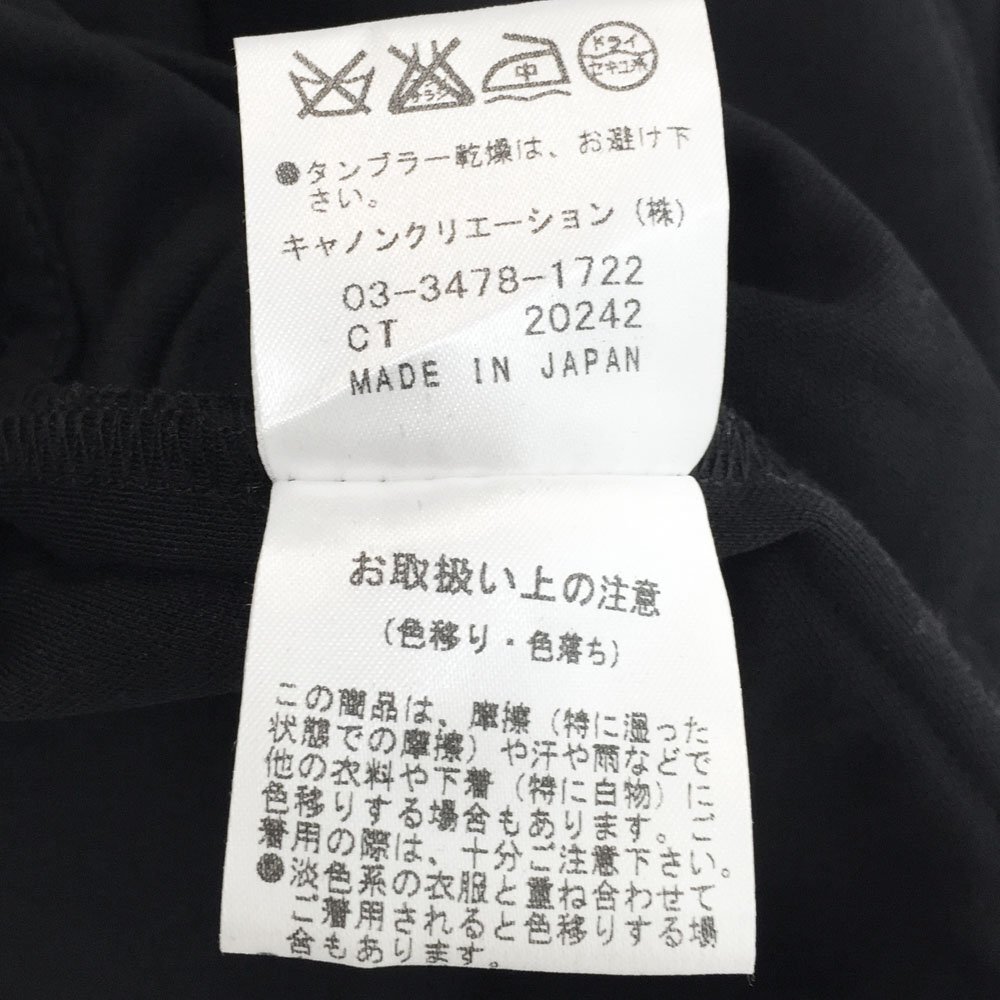 エンソサラシ
中
ドライ
セキユ系
●タンブラー乾燥は、お避け下
さい。
キャノンクリエーション（株）
03-3478-1722
CT 20242
MADE IN JAPAN
お取扱い上の注意
（色移り・色落ち）
この商品は、摩擦（特に湿った
状態での摩擦）や汗や雨などで
他の衣料や下着（特に白物）に
色移りする場合もあります。ご
着用の際は、十分ご注意下さい。
●淡色系の衣服と重ね合わせて
ご着用されると色移りする場
合もあります。